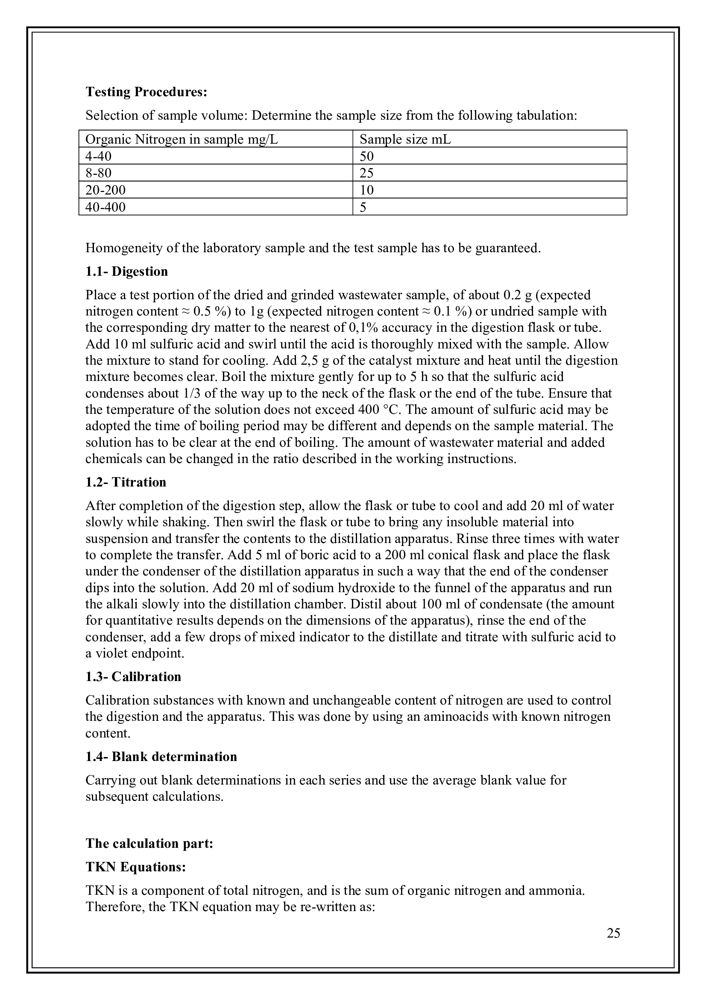 Testing Procedures:
Selection of sample volume: Determine the sample size from the following tabulation:
Organic Nitrogen in sample mg/L Sample size mL
4-40 50
8-80 25
20-200 10
40-400 5
Homogeneity of the laboratory sample and the test sample has to be guaranteed.
1.1- Digestion
Place a test portion of the dried and grinded wastewater sample, of about 0.2 g (expected
nitrogen content ≈ 0.5 %) to 1g (expected nitrogen content ≈ 0.1 %) or undried sample with
the corresponding dry matter to the nearest of 0,1% accuracy in the digestion flask or tube.
Add 10 ml sulfuric acid and swirl until the acid is thoroughly mixed with the sample. Allow
the mixture to stand for cooling. Add 2,5 g of the catalyst mixture and heat until the digestion
mixture becomes clear. Boil the mixture gently for up to 5 h so that the sulfuric acid
condenses about 1/3 of the way up to the neck of the flask or the end of the tube. Ensure that
the temperature of the solution does not exceed 400 °C. The amount of sulfuric acid may be
adopted the time of boiling period may be different and depends on the sample material. The
solution has to be clear at the end of boiling. The amount of wastewater material and added
chemicals can be changed in the ratio described in the working instructions.
1.2- Titration
After completion of the digestion step, allow the flask or tube to cool and add 20 ml of water
slowly while shaking. Then swirl the flask or tube to bring any insoluble material into
suspension and transfer the contents to the distillation apparatus. Rinse three times with water
to complete the transfer. Add 5 ml of boric acid to a 200 ml conical flask and place the flask
under the condenser of the distillation apparatus in such a way that the end of the condenser
dips into the solution. Add 20 ml of sodium hydroxide to the funnel of the apparatus and run
the alkali slowly into the distillation chamber. Distil about 100 ml of condensate (the amount
for quantitative results depends on the dimensions of the apparatus), rinse the end of the
condenser, add a few drops of mixed indicator to the distillate and titrate with sulfuric acid to
a violet endpoint.
1.3- Calibration
Calibration substances with known and unchangeable content of nitrogen are used to control
the digestion and the apparatus. This was done by using an aminoacids with known nitrogen
content.
1.4- Blank determination
Carrying out blank determinations in each series and use the average blank value for
subsequent calculations.
The calculation part:
TKN Equations:
TKN is a component of total nitrogen, and is the sum of organic nitrogen and ammonia.
Therefore, the TKN equation may be re-written as:
25